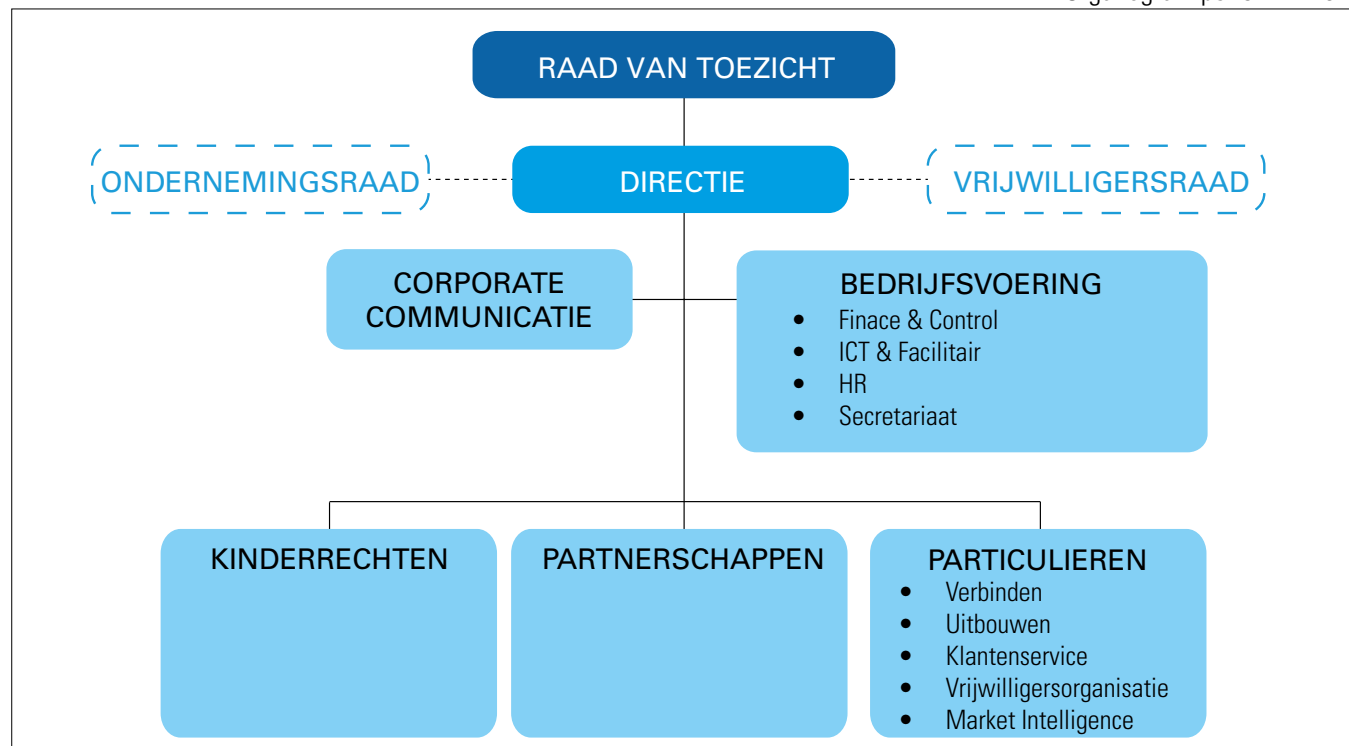 RAAD VAN TOEZICHT
ONDERNEMINGSRAAD
DIRECTIE
VRIJWILLIGERSRAAD
CORPORATE
COMMUNICATIE
BEDRIJFSVOERING
• Finace & Control
• ICT & Facilitair
• HR
• Secretariaat
KINDERRECHTEN
PARTNERSCHAPPEN
PARTICULIEREN
• Verbinden
• Uitbouwen
• Klantenservice
• Vrijwilligersorganisatie
• Market Intelligence